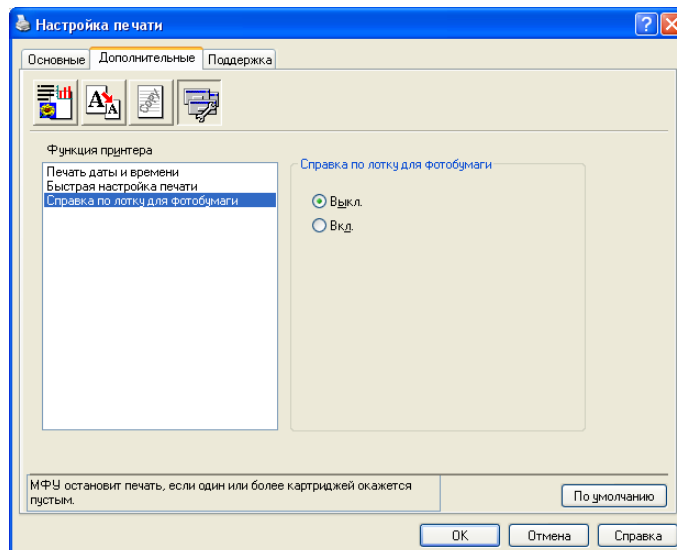 Настройка печати
Основные Дополнительные Поддержка
Функция принтера
Печать даты и времени
Быстрая настройка печати
Справка по лотку для фотобумаги
Справка по лотку для фотобумаги
Выкл.
Вкл.
МФУ остановит печать, если один или более картриджей окажется
пустым.
По умолчанию
OK Отмена Справка